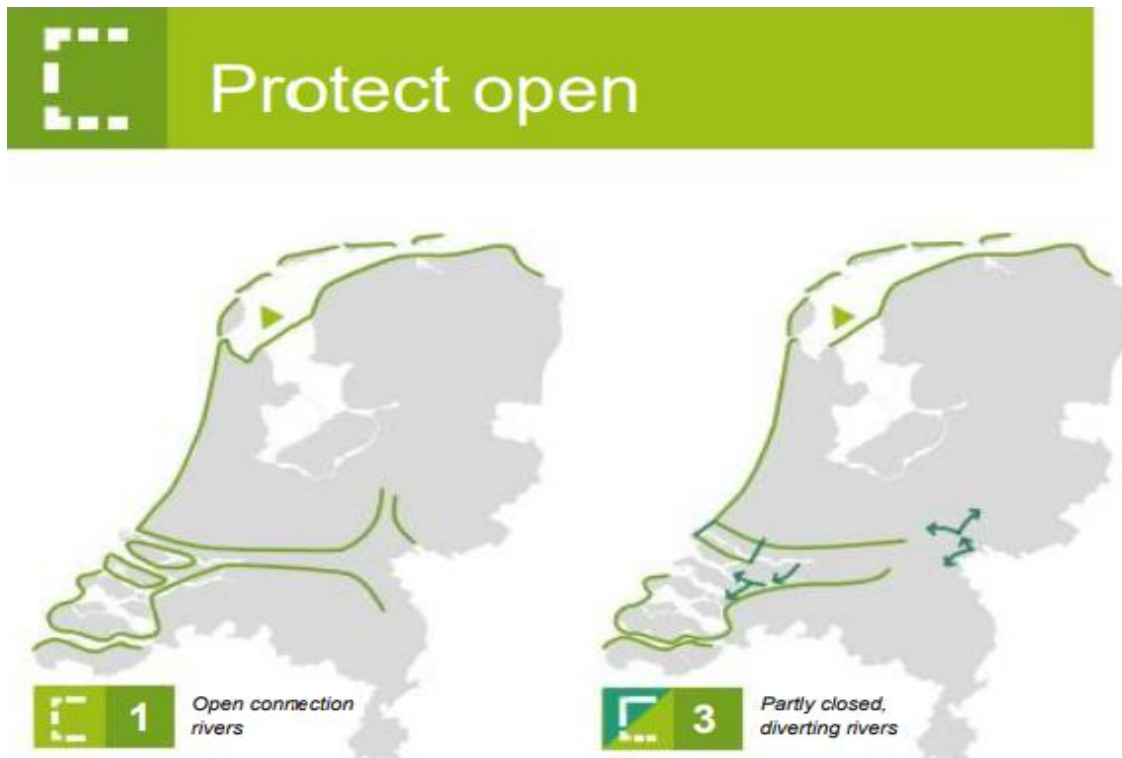 Protect open
1
Open connection
rivers
3
Partly closed,
diverting rivers